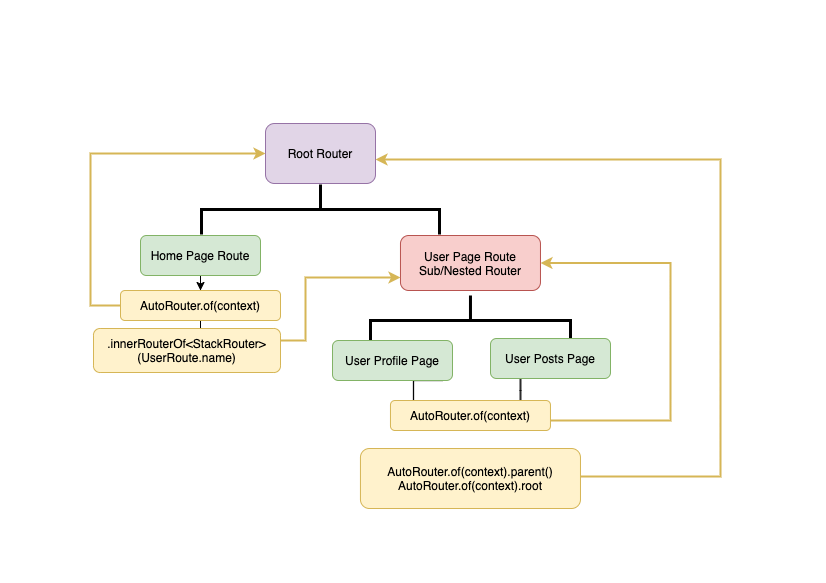 Root Router
Home Page Route
User Page Route
Sub/Nested Router
AutoRouter.of(context)
.innerRouterOf<StackRouter>
(UserRoute.name)
User Profile Page
User Posts Page
AutoRouter.of(context)
AutoRouter.of(context).parent()
AutoRouter.of(context).root